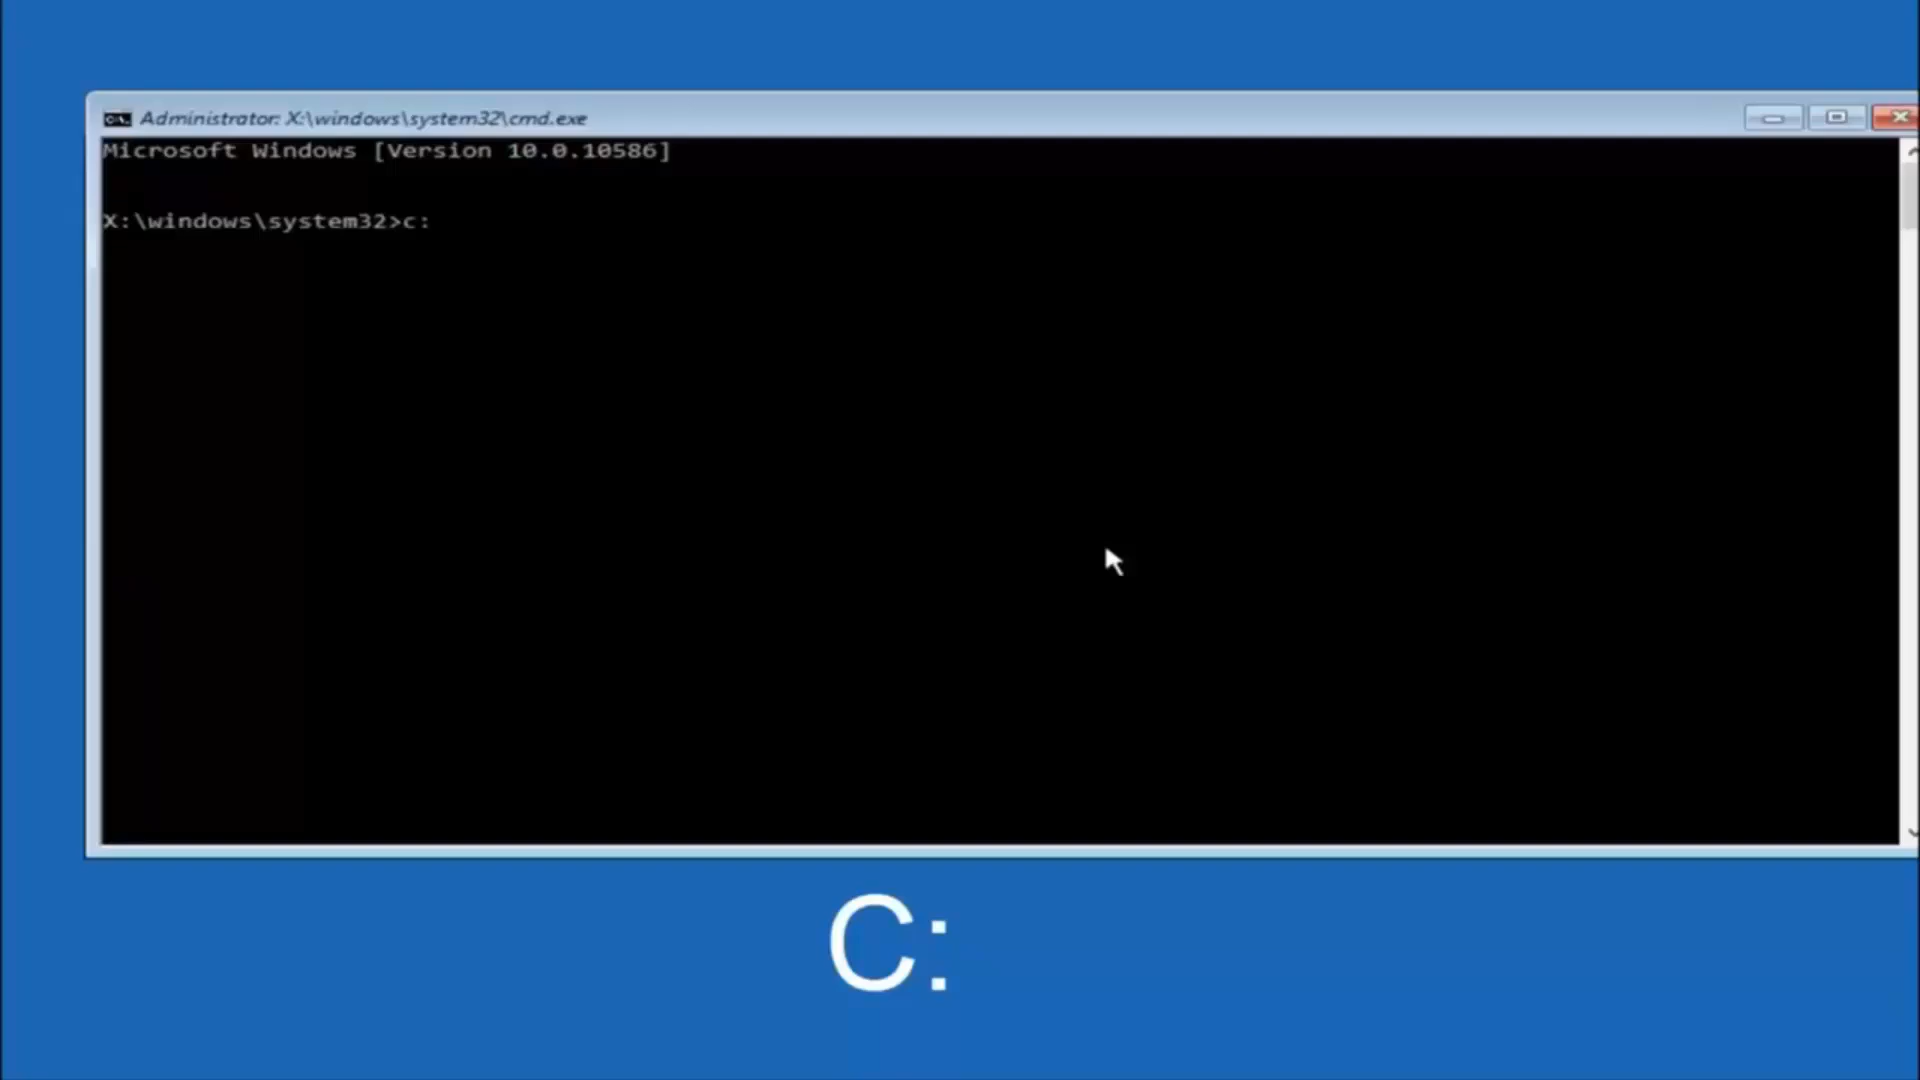 Administrator: X:\windows\system32\cmd.exe
Microsoft Windows [Version 10.0.10586]
X:\windows\system32>c:
C: